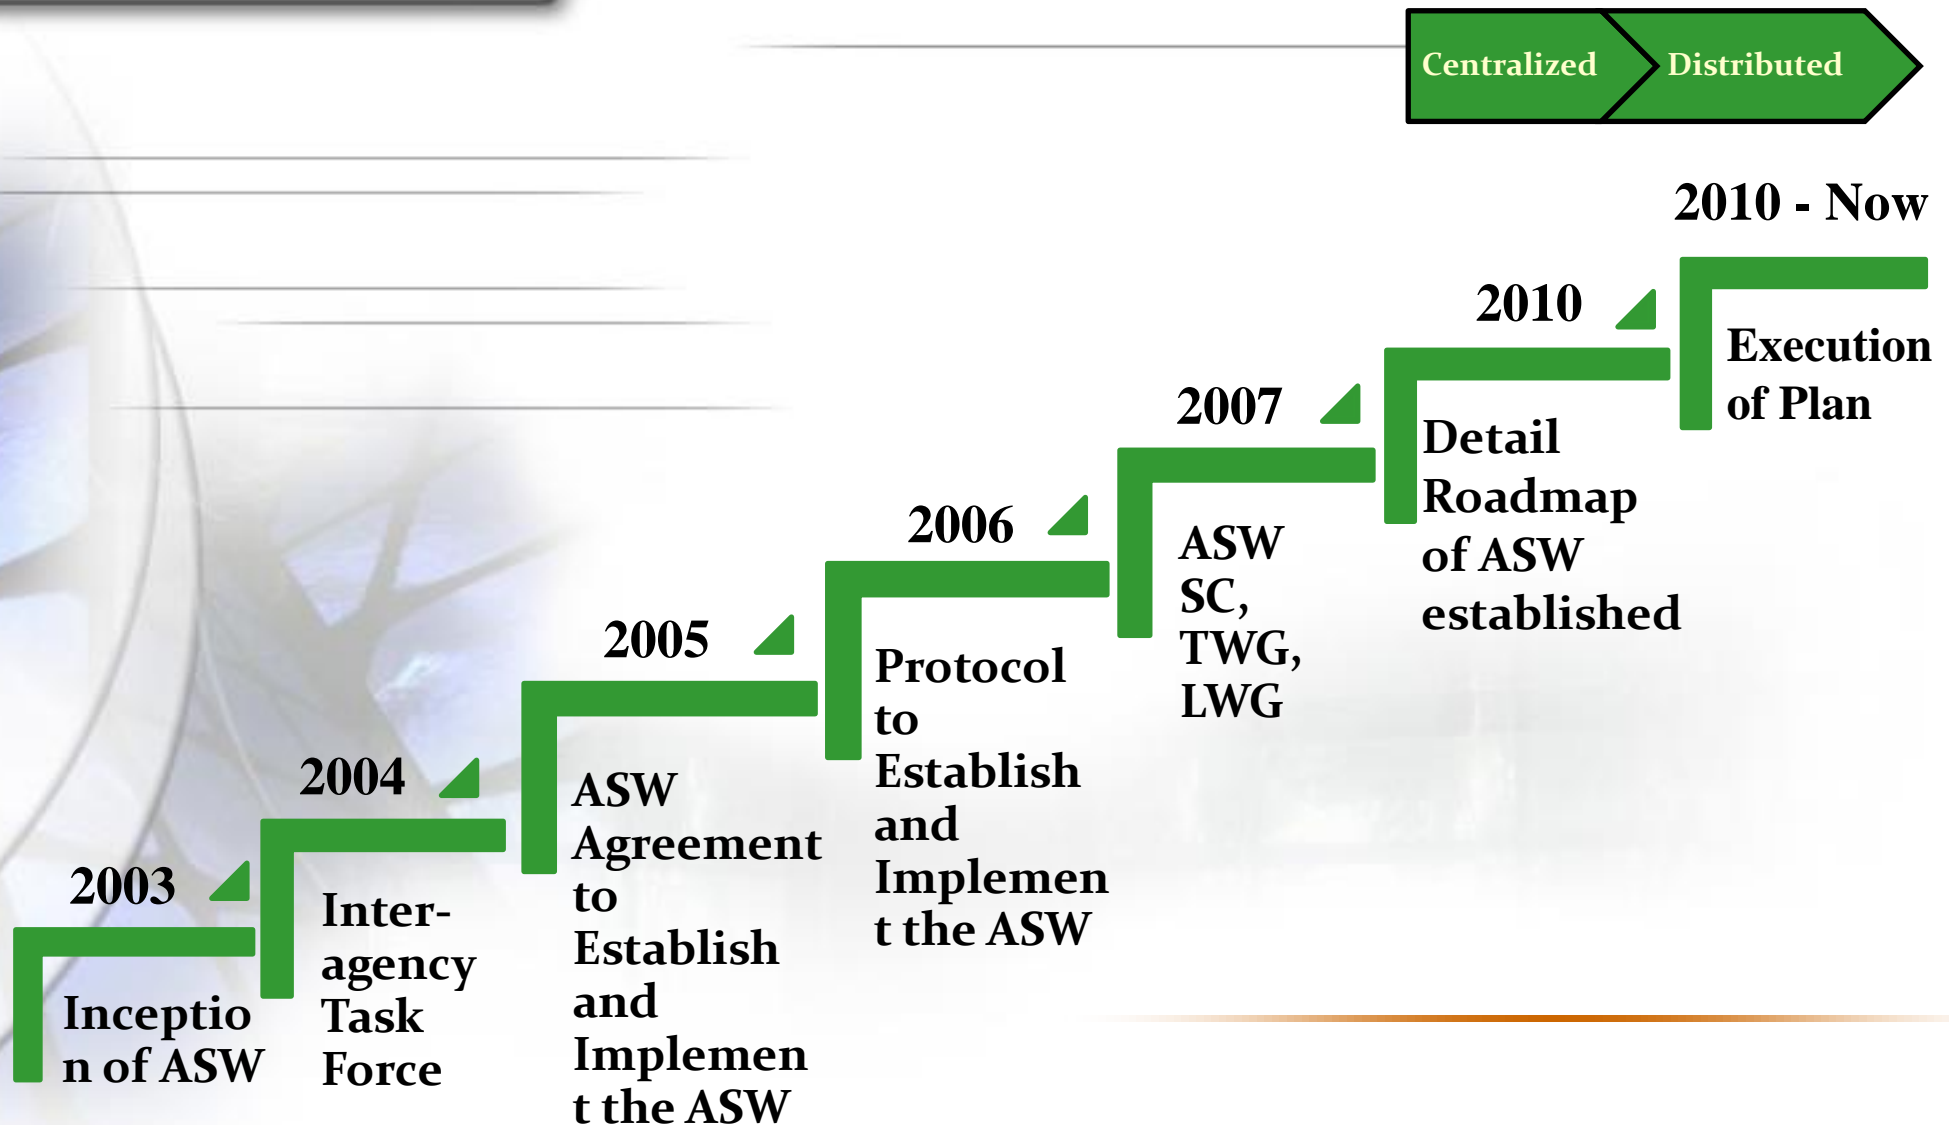 Centralized
Distributed
2003
Inceptio
n of ASW
2004
Inter-
agency
Task
Force
2005
ASW
Agreement
to
Establish
and
Implemen
t the ASW
2006
Protocol
to
Establish
and
Implemen
t the ASW
2007
ASW
SC,
TWG,
LWG
2010
Detail
Roadmap
of ASW
established
2010 - Now
Execution
of Plan